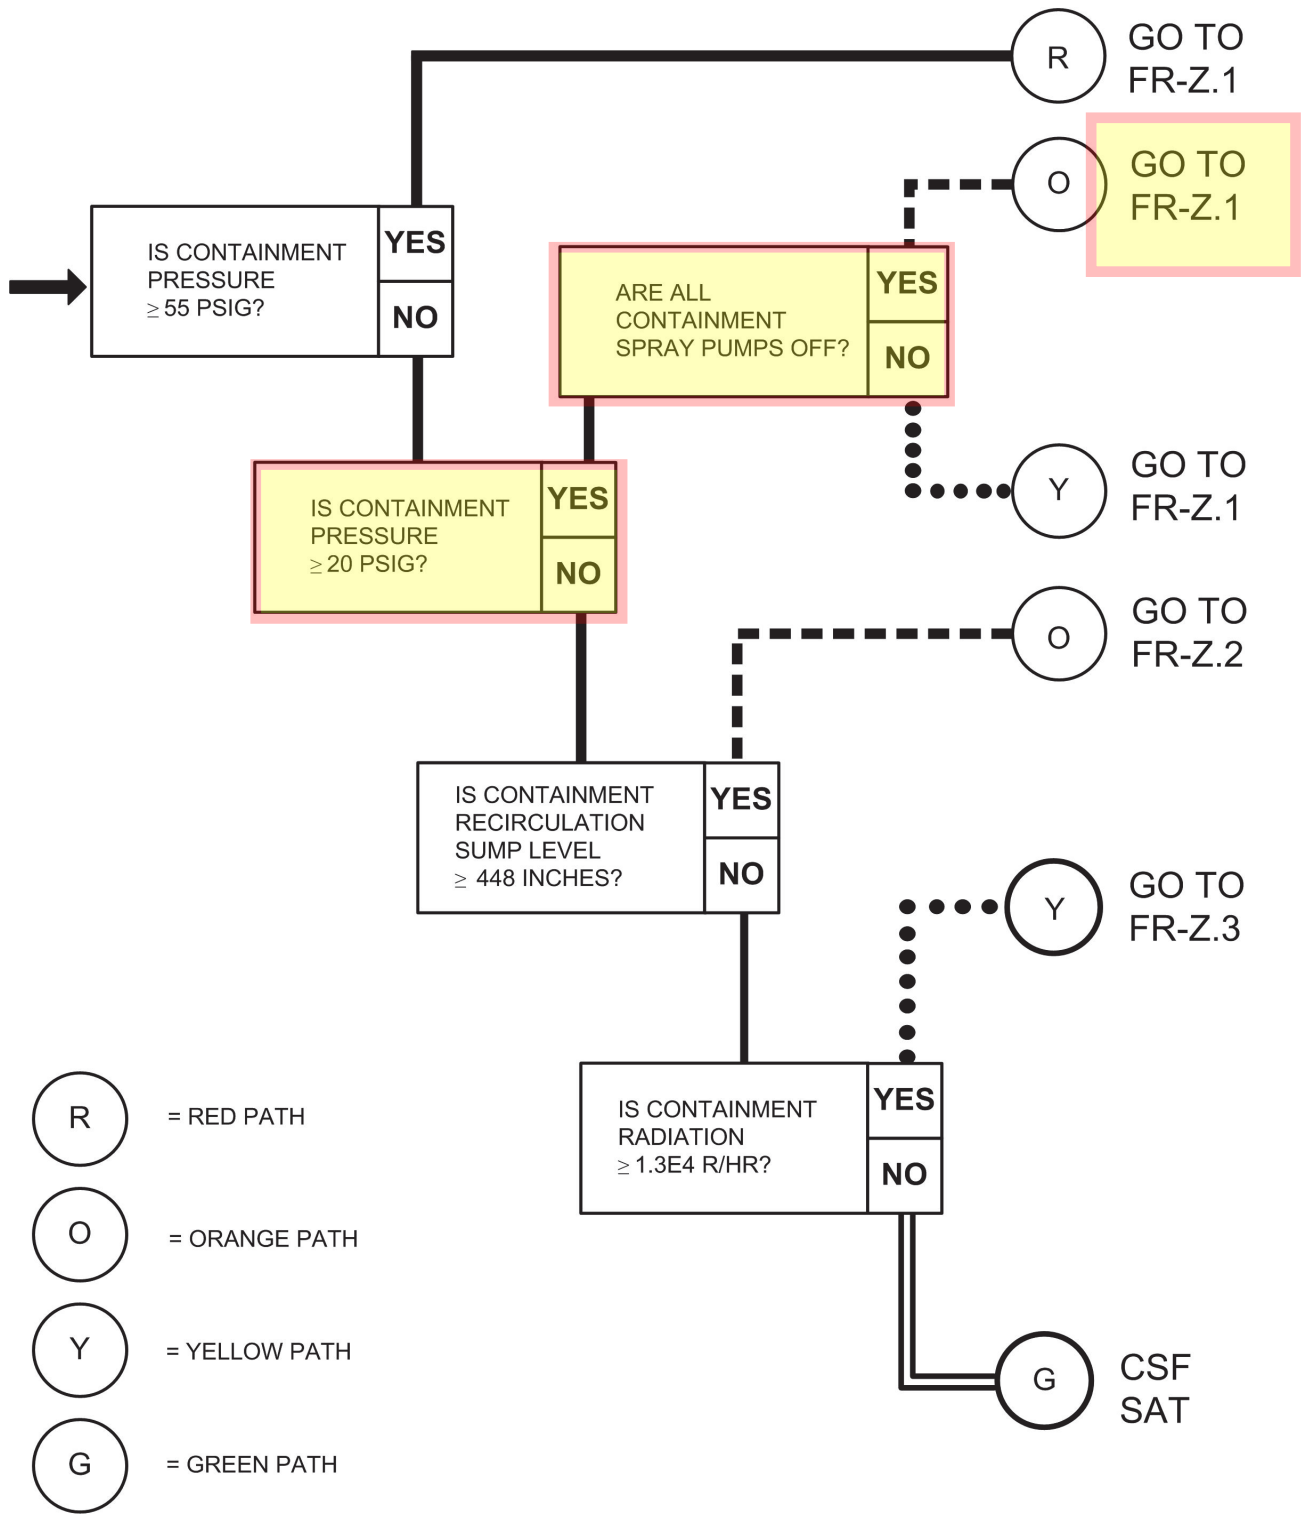 R
GO TO
FR-Z.1
O
GO TO
FR-Z.1
IS CONTAINMENT
PRESSURE
≥ 55 PSIG?
YES
NO
ARE ALL
CONTAINMENT
SPRAY PUMPS OFF?
YES
NO
Y
GO TO
FR-Z.1
IS CONTAINMENT
PRESSURE
≥ 20 PSIG?
YES
NO
O
GO TO
FR-Z.2
IS CONTAINMENT
RECIRCULATION
SUMP LEVEL
≥ 448 INCHES?
YES
NO
Y
GO TO
FR-Z.3
IS CONTAINMENT
RADIATION
≥ 1.3E4 R/HR?
YES
NO
G
CSF
SAT
R = RED PATH
O = ORANGE PATH
Y = YELLOW PATH
G = GREEN PATH